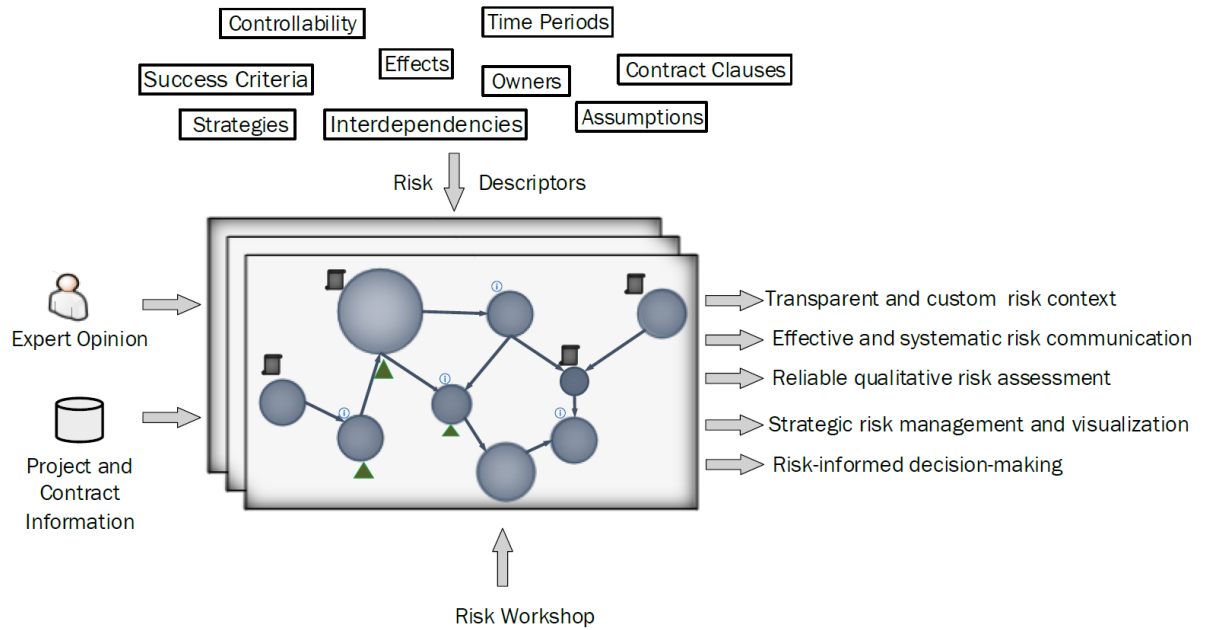 Controllability
Time Periods
Effects
Contract Clauses
Success Criteria
Owners
Strategies
Interdependencies
Assumptions
Risk Descriptors
Expert Opinion
Project and
Contract
Information
Transparent and custom risk context
Effective and systematic risk communication
Reliable qualitative risk assessment
Strategic risk management and visualization
Risk-informed decision-making
i
i
i
i
Risk Workshop